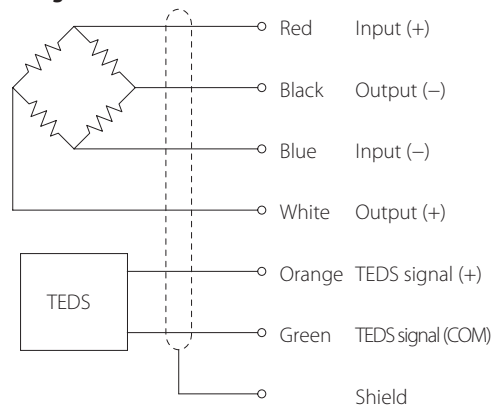 Red Input (+)
Black Output (−)
Blue Input (−)
White Output (+)
Orange TEDS signal (+)
TEDS
Green TEDS signal (COM)
Shield